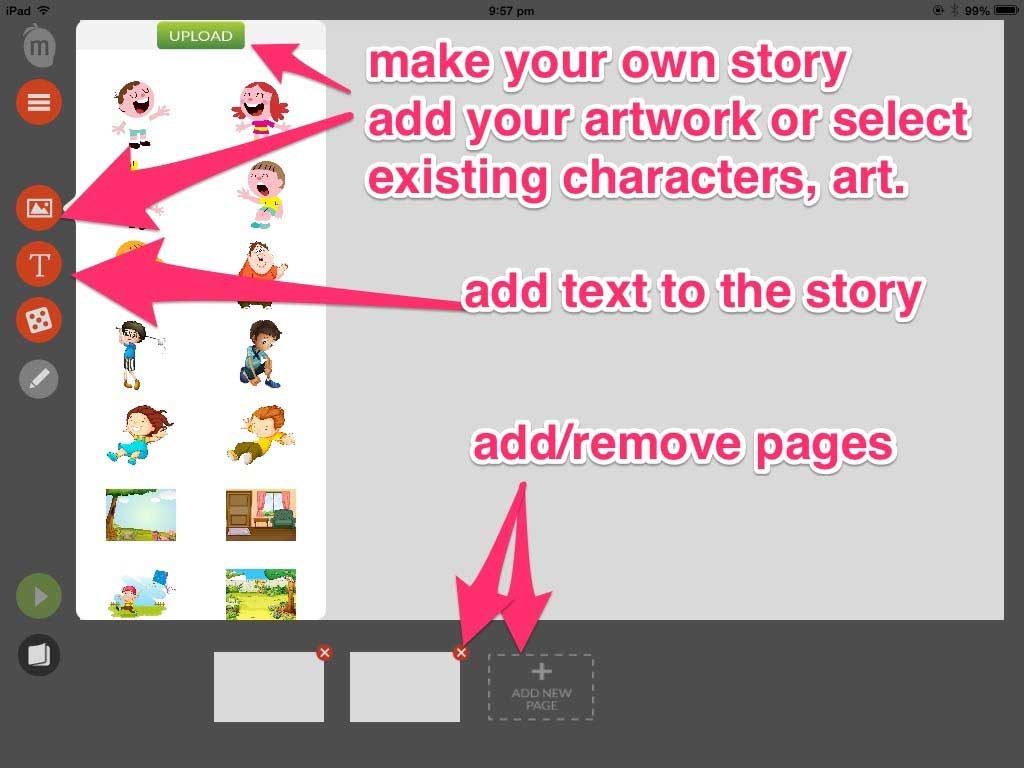 iPad 9:57 pm 99%
m
UPLOAD
make your own story
add your artwork or select
existing characters, art.
T
add text to the story
add/remove pages
ADD NEW
PAGE